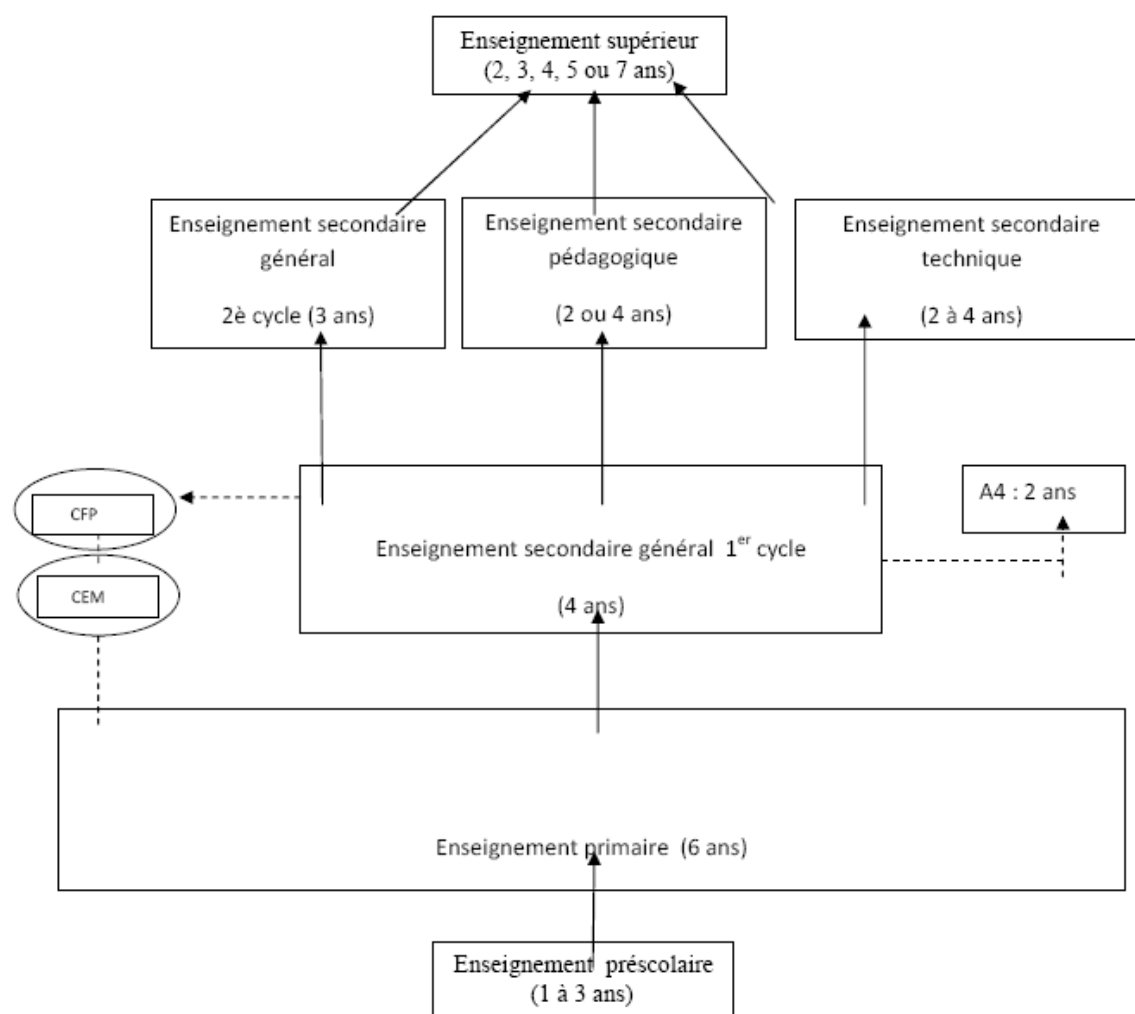 Enseignement supérieur
(2, 3, 4, 5 ou 7 ans)
Enseignement secondaire
général
2è cycle (3 ans)
Enseignement secondaire
pédagogique
(2 ou 4 ans)
Enseignement secondaire
technique
(2 à 4 ans)
CFP
CEM
Enseignement secondaire général 1er cycle
(4 ans)
A4 : 2 ans
Enseignement primaire (6 ans)
Enseignement préscolaire
(1 à 3 ans)